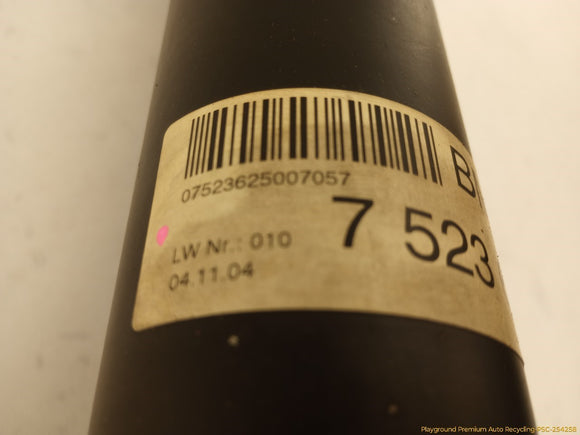 07523625007057
7 523
LW Nr.: 010
04.11.04
Playground Premium Auto Recycling PSC-254258